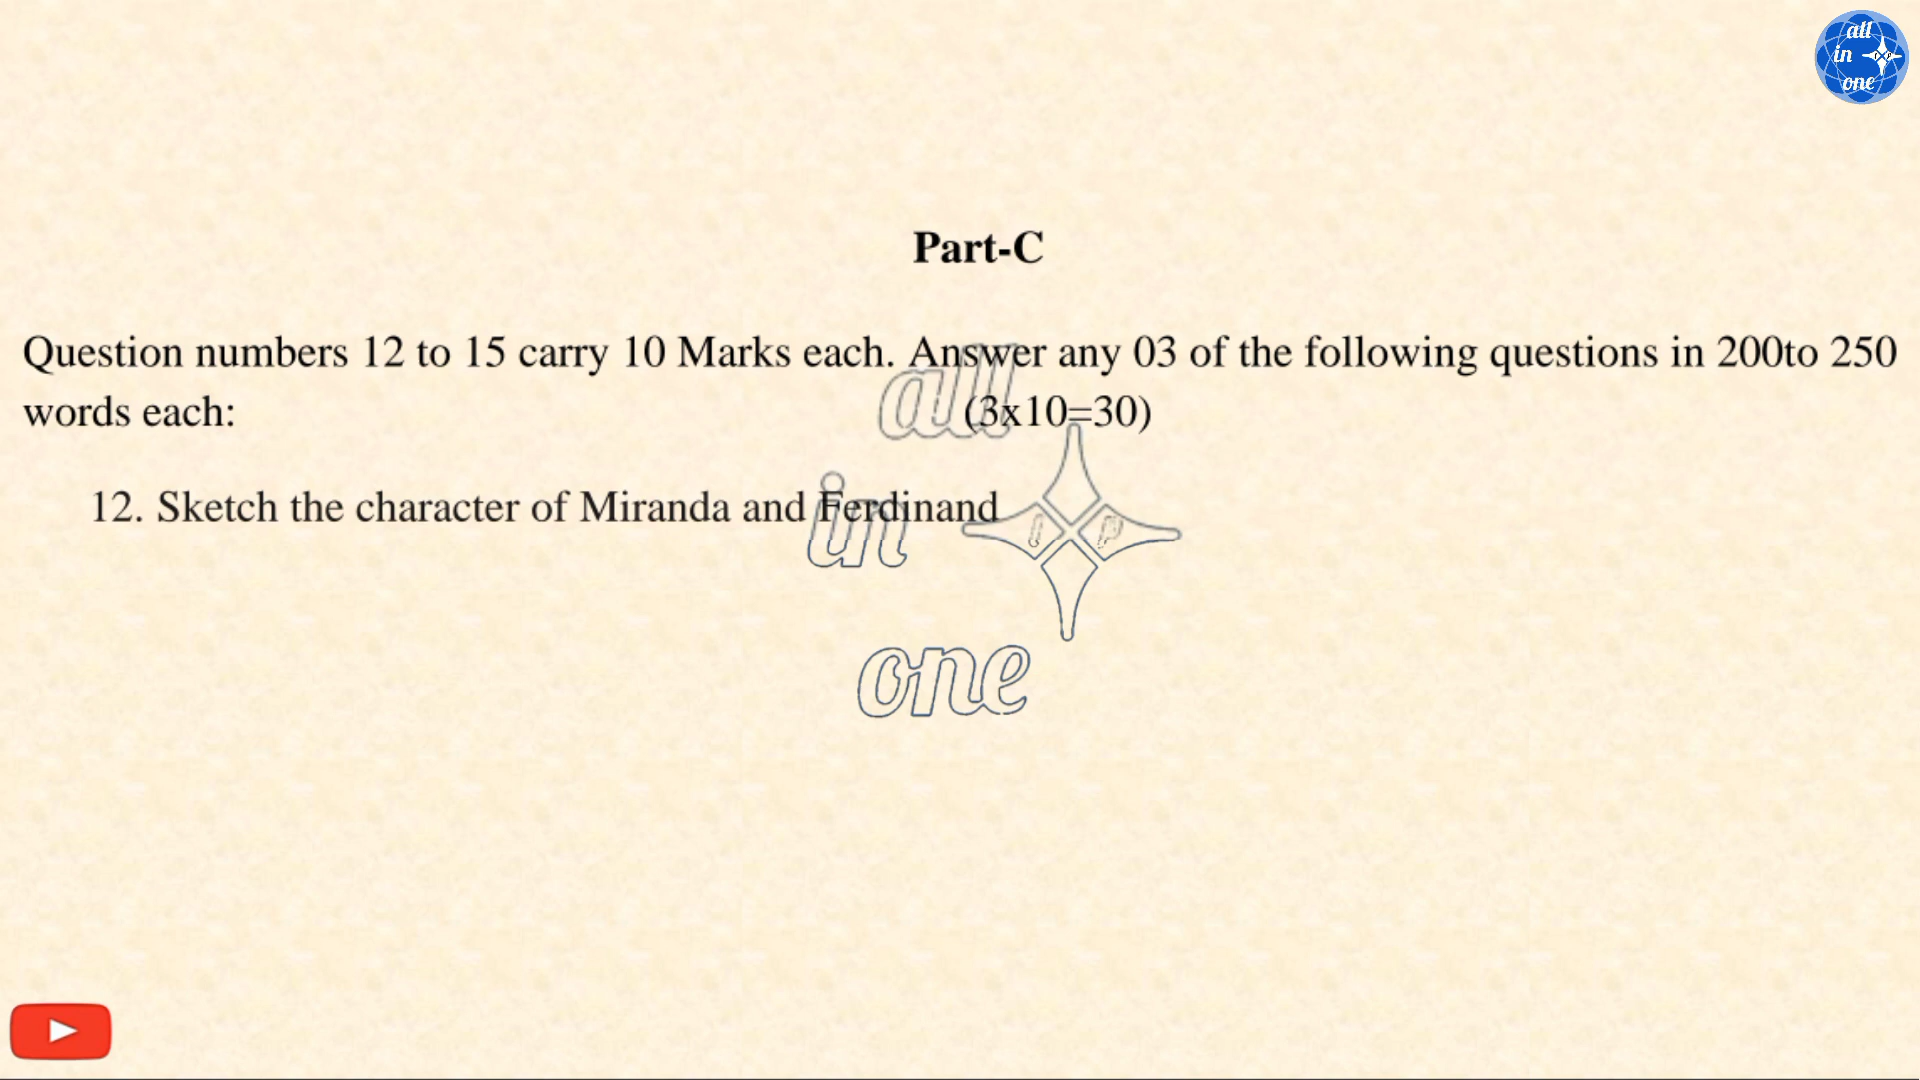 all
in
one
Part-C
Question numbers 12 to 15 carry 10 Marks each. Answer any 03 of the following questions in 200to 250
words each: (3x10=30)
12. Sketch the character of Miranda and Ferdinand
all
in
I P
one